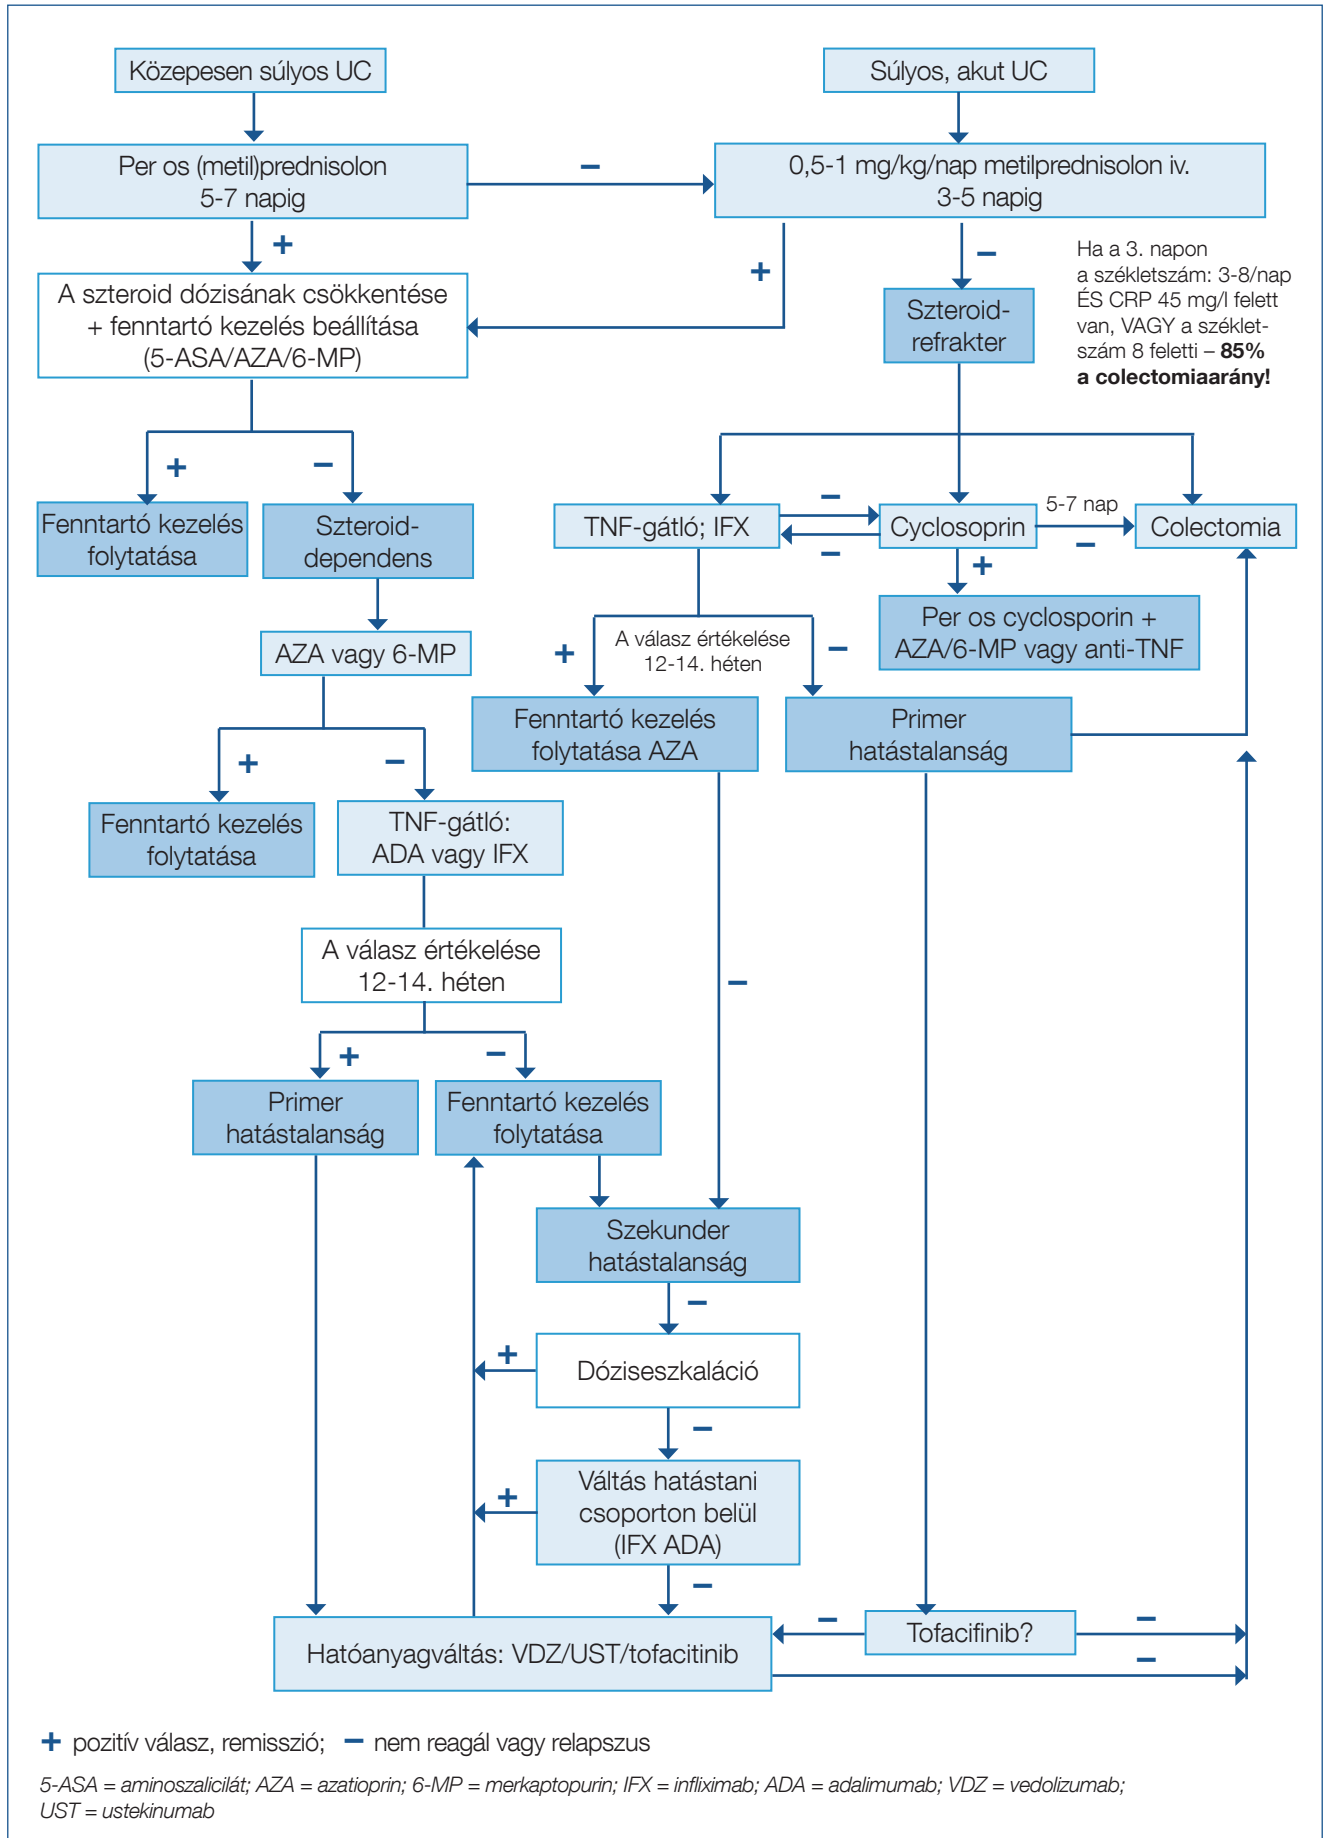 Közepesen súlyos UC
Súlyos, akut UC
Per os (metil)prednisolon
5-7 napig
−
0,5-1 mg/kg/nap metilprednisolon iv.
3-5 napig
+
+
−
Ha a 3. napon
a székletszám: 3-8/nap
ÉS CRP 45 mg/l felett
van, VAGY a széklet-
szám 8 feletti – 85%
a colectomiaarány!
A szteroid dózisának csökkentése
+ fenntartó kezelés beállítása
(5-ASA/AZA/6-MP)
Szteroid-
refrakter
+
−
Fenntartó kezelés
folytatása
Szteroid-
dependens
TNF-gátló; IFX
−
−
Cyclosoprin
5-7 nap
−
Colectomia
+
Per os cyclosporin +
AZA/6-MP vagy anti-TNF
AZA vagy 6-MP
+
A válasz értékelése
12-14. héten
−
Fenntartó kezelés
folytatása AZA
Primer
hatástalanság
+
−
Fenntartó kezelés
folytatása
TNF-gátló:
ADA vagy IFX
A válasz értékelése
12-14. héten
−
+
−
Primer
hatástalanság
Fenntartó kezelés
folytatása
Szekunder
hatástalanság
−
+
Dóziseszkaláció
−
+
Váltás hatástani
csoporton belül
(IFX ADA)
−
Hatóanyagváltás: VDZ/UST/tofacitinib
−
Tofacifinib?
−
−
+ pozitív válasz, remisszió; − nem reagál vagy relapszus
5-ASA = aminoszalicilát; AZA = azatioprin; 6-MP = merkaptopurin; IFX = infliximab; ADA = adalimumab; VDZ = vedolizumab;
UST = ustekinumab